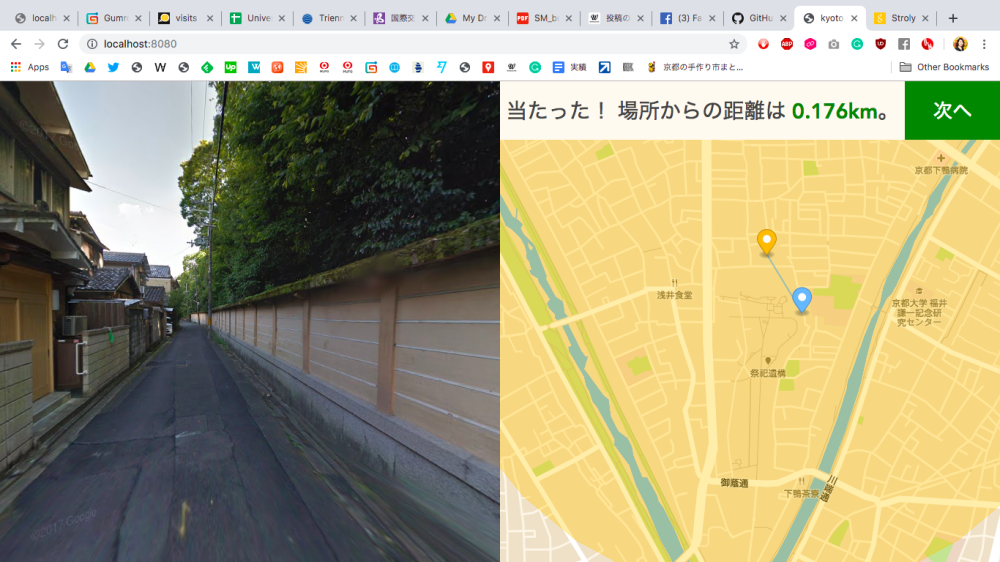 localh
Gumr
visits
Unive
Trienr
国際交
My Dr
SM_be
投稿の
(3) Fa
GitHu
kyoto
Stroly
localhost:8080
Apps
実績
京都の手作り市まと...
Other Bookmarks
当たった！ 場所からの距離は 0.176km。
次へ
京都下鴨病院
浅井食堂
京都大学 福井
謙一記念研
究センター
祭祀遺構
御蔭通
下鴨茶寮
川端通
©2017 Google